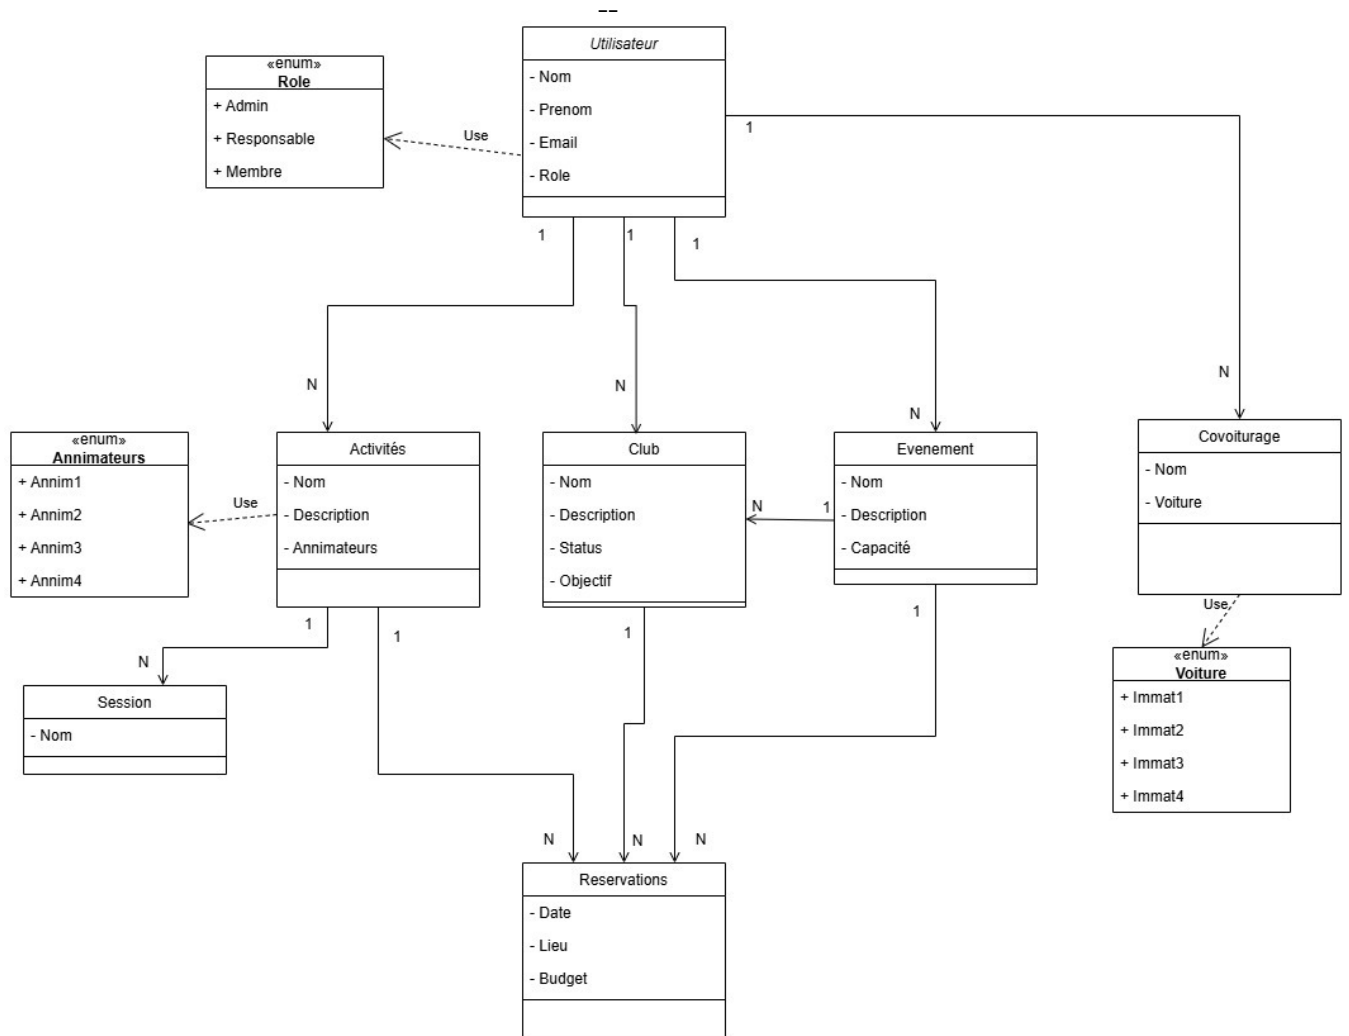 Utilisateur
- Nom
- Prenom
- Email
- Role
«enum»
Role
+ Admin
+ Responsable
+ Membre
Use
1
1
1
1
N
N
N
N
«enum»
Annimateurs
+ Annim1
+ Annim2
+ Annim3
+ Annim4
Use
Activités
- Nom
- Description
- Annimateurs
Club
- Nom
- Description
- Status
- Objectif
N
1
Evenement
- Nom
- Description
- Capacité
Covoiturage
- Nom
- Voiture
Use
«enum»
Voiture
+ Immat1
+ Immat2
+ Immat3
+ Immat4
1
1
1
1
N
Session
- Nom
N
N
N
Reservations
- Date
- Lieu
- Budget